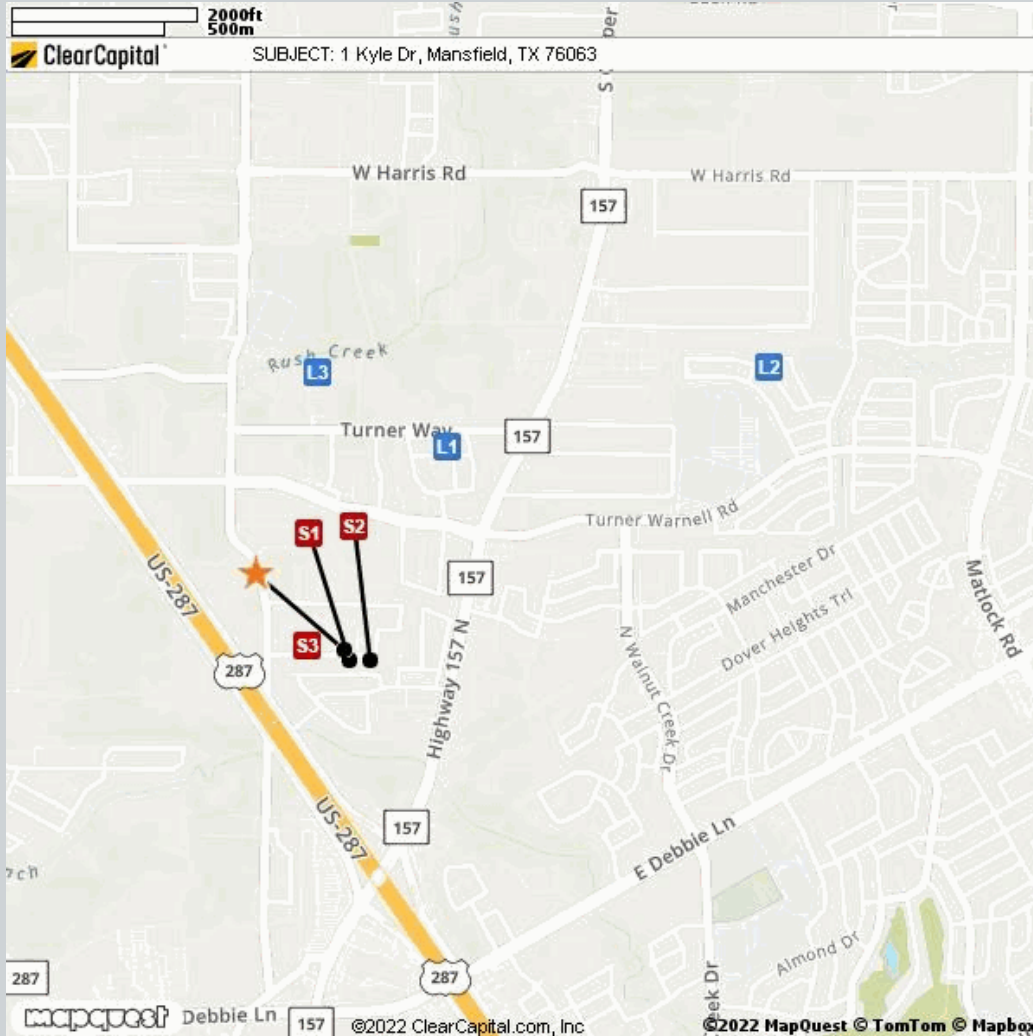 2000ft
500m
ClearCapital
SUBJECT: 1 Kyle Dr, Mansfield, TX 76063
W Harris Rd
W Harris Rd
157
Rush Creek
L3
L2
Turner Way
L1
157
S1
S2
Turner Warnell Rd
US-287
157
Manchester Dr
Matlock Rd
S3
Dover Heights Trl
287
Highway 157 N
N Walnut Creek Dr
US-287
157
E Debbie Ln
Almond Dr
287
287
eek Dr
mapquest
Debbie Ln
157
©2022 ClearCapital.com, Inc
©2022 MapQuest © TomTom © Mapbo